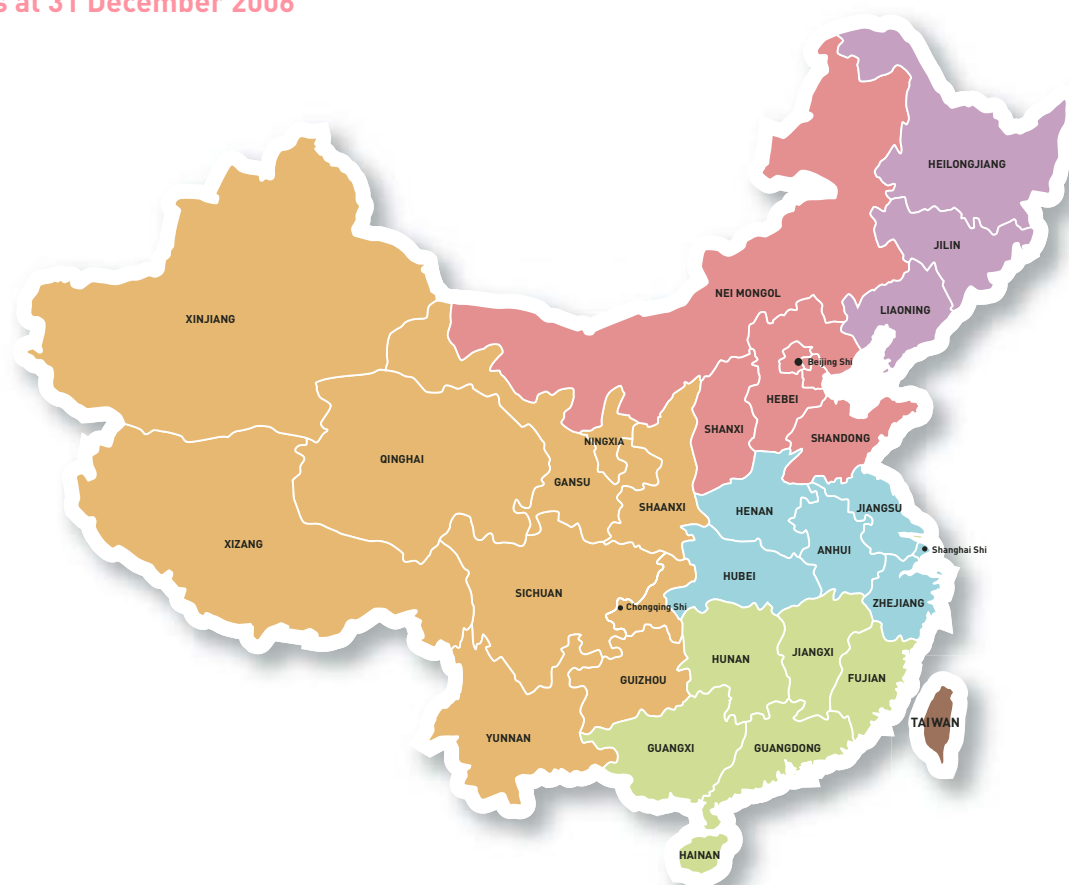 s at 31 December 2006
HEILONGJIANG
JILIN
NEI MONGOL
LIAONING
XINJIANG
Beijing Shi
HEBEI
SHANXI
SHANDONG
NINGXIA
QINGHAI
GANSU
SHAANXI
HENAN
JIANGSU
XIZANG
ANHUI
Shanghai Shi
HUBEI
SICHUAN
ZHEJIANG
Chongqing Shi
JIANGXI
HUNAN
FUJIAN
GUIZHOU
TAIWAN
YUNNAN
GUANGXI
GUANGDONG
HAINAN